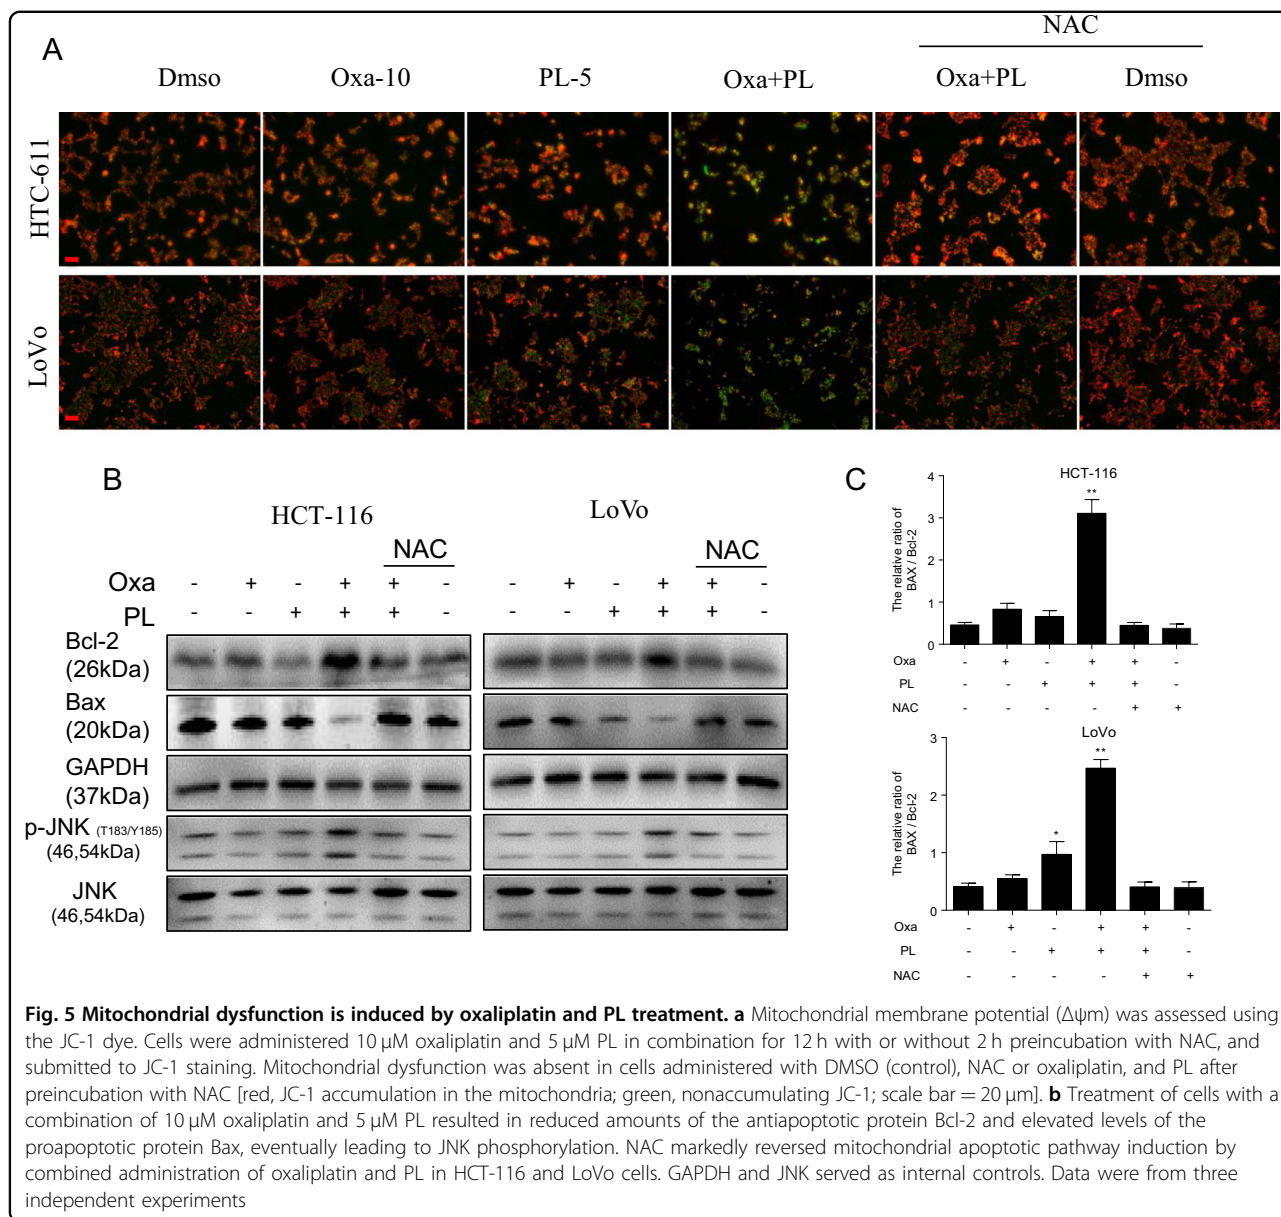 A
NAC
Dmso Oxa-10 PL-5 Oxa+PL Oxa+PL Dmso
HTC-611
LoVo
B
HCT-116 LoVo
NAC NAC
Oxa - + - + + - - + - + + -
PL - - + + + - - - + + + -
Bcl-2
(26kDa)
Bax
(20kDa)
GAPDH
(37kDa)
p-JNK (T183/Y185)
(46,54kDa)
JNK
(46,54kDa)
C
HCT-116
The relative ratio of
BAX / Bcl-2
4
3
2
1
0
**
Oxa - + - + + -
PL - - + + + -
NAC - - - - + +
LoVo
The relative ratio of
BAX / Bcl-2
3
2
1
0
*
**
Oxa - + - + + -
PL - - + + + -
NAC - - - - + +
Fig. 5 Mitochondrial dysfunction is induced by oxaliplatin and PL treatment. a Mitochondrial membrane potential (Δψm) was assessed using
the JC-1 dye. Cells were administered 10 μM oxaliplatin and 5 μM PL in combination for 12 h with or without 2 h preincubation with NAC, and
submitted to JC-1 staining. Mitochondrial dysfunction was absent in cells administered with DMSO (control), NAC or oxaliplatin, and PL after
preincubation with NAC [red, JC-1 accumulation in the mitochondria; green, nonaccumulating JC-1; scale bar = 20 μm]. b Treatment of cells with a
combination of 10 μM oxaliplatin and 5 μM PL resulted in reduced amounts of the antiapoptotic protein Bcl-2 and elevated levels of the
proapoptotic protein Bax, eventually leading to JNK phosphorylation. NAC markedly reversed mitochondrial apoptotic pathway induction by
combined administration of oxaliplatin and PL in HCT-116 and LoVo cells. GAPDH and JNK served as internal controls. Data were from three
independent experiments